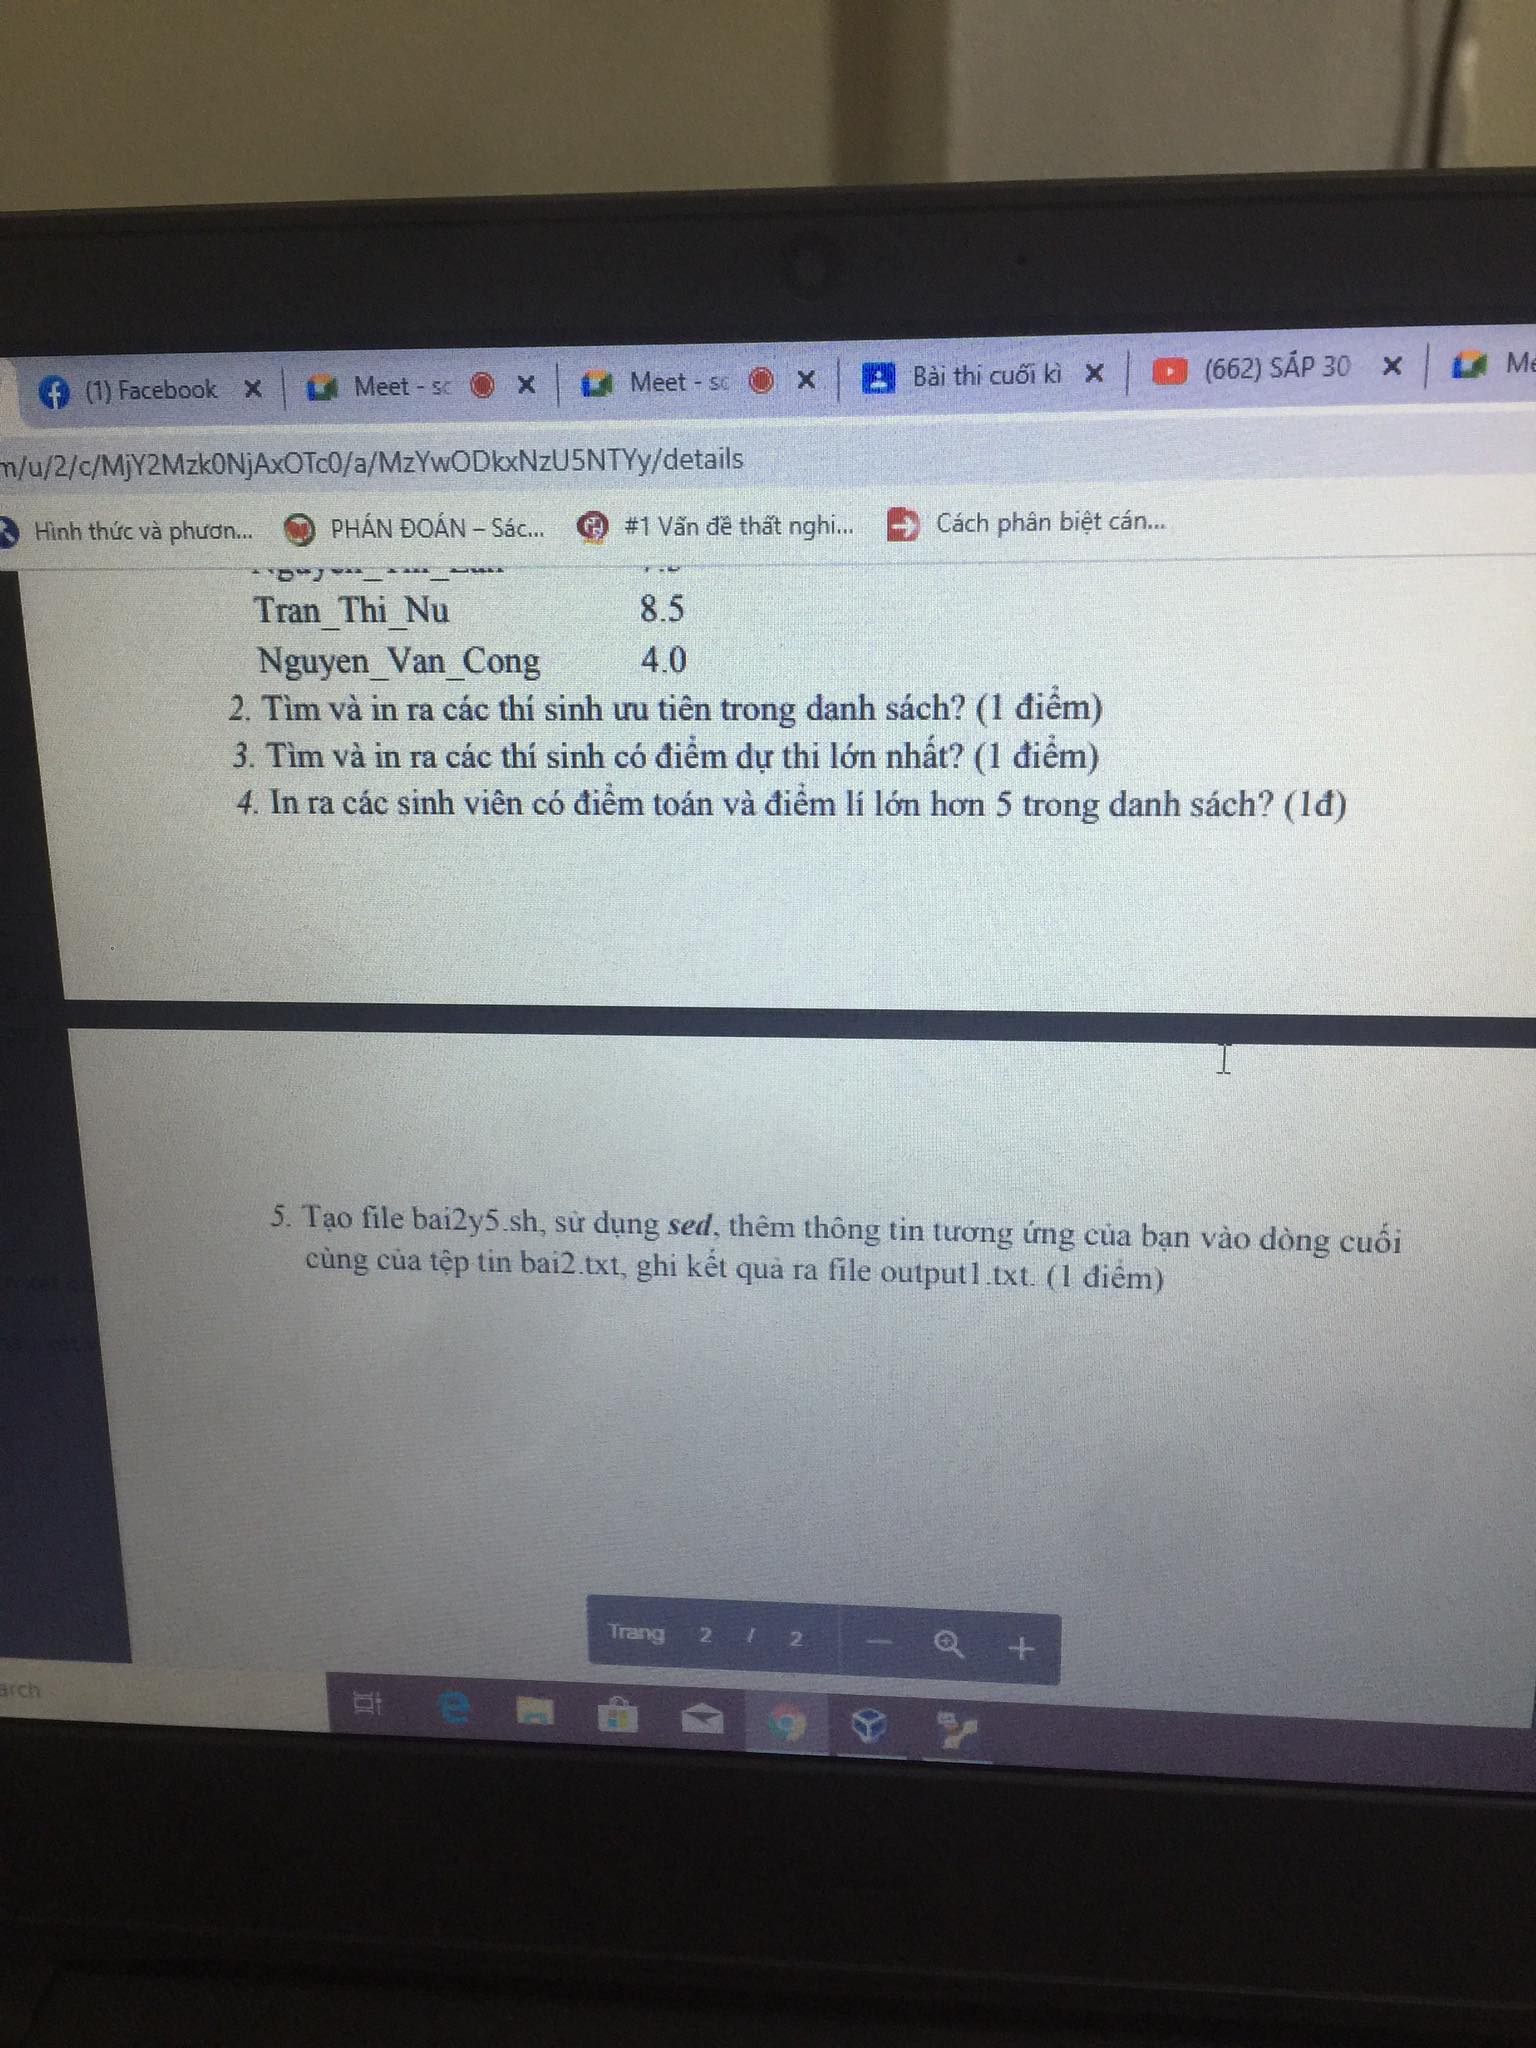 (1) Facebook Meet - sc Meet - sc Bài thi cuối kì (662) SẮP 30
m/u/2/c/MjY2Mzk0NjAxOTc0/a/MzYwODkxNzU5NTYy/details
Hình thức và phươn... PHÁN ĐOÁN – Sác... #1 Vấn đề thất nghi... Cách phân biệt cán...
Tran_Thi_Nu 8.5
Nguyen_Van_Cong 4.0
2. Tìm và in ra các thí sinh ưu tiên trong danh sách? (1 điểm)
3. Tìm và in ra các thí sinh có điểm dự thi lớn nhất? (1 điểm)
4. In ra các sinh viên có điểm toán và điểm lí lớn hơn 5 trong danh sách? (1đ)
5. Tạo file bai2y5.sh, sử dụng sed, thêm thông tin tương ứng của bạn vào dòng cuối
cùng của tệp tin bai2.txt, ghi kết quả ra file output1.txt. (1 điểm)
Trang 2 / 2
arch